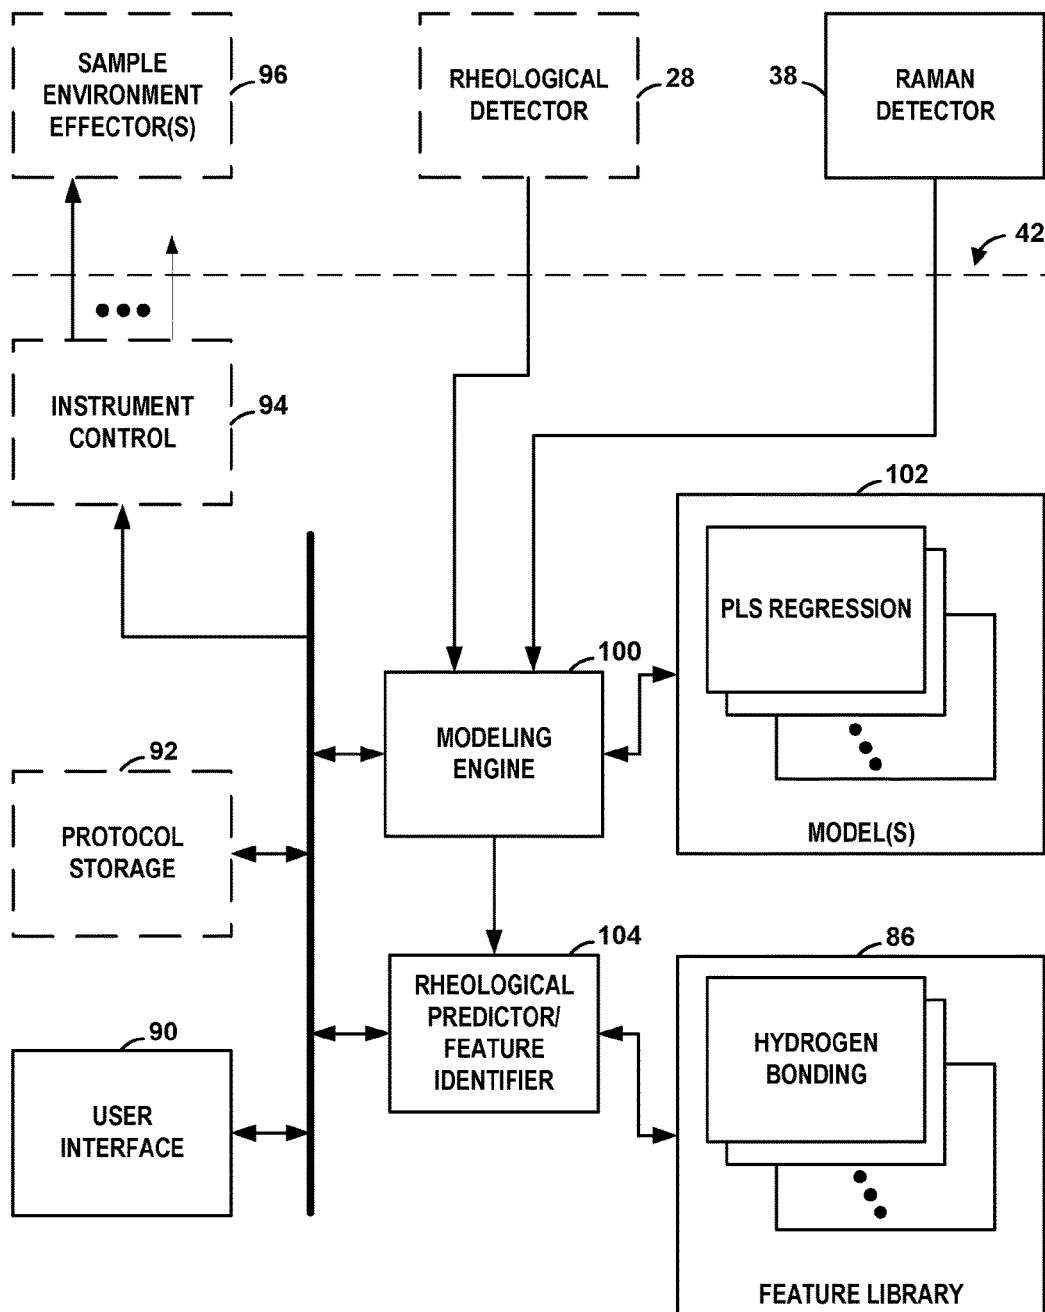 SAMPLE
ENVIRONMENT
EFFECTOR(S)
96
RHEOLOGICAL
DETECTOR
28
38
RAMAN
DETECTOR
42
INSTRUMENT
CONTROL
94
102
PLS REGRESSION
MODEL(S)
100
MODELING
ENGINE
92
PROTOCOL
STORAGE
104
RHEOLOGICAL
PREDICTOR/
FEATURE
IDENTIFIER
86
HYDROGEN
BONDING
FEATURE LIBRARY
90
USER
INTERFACE